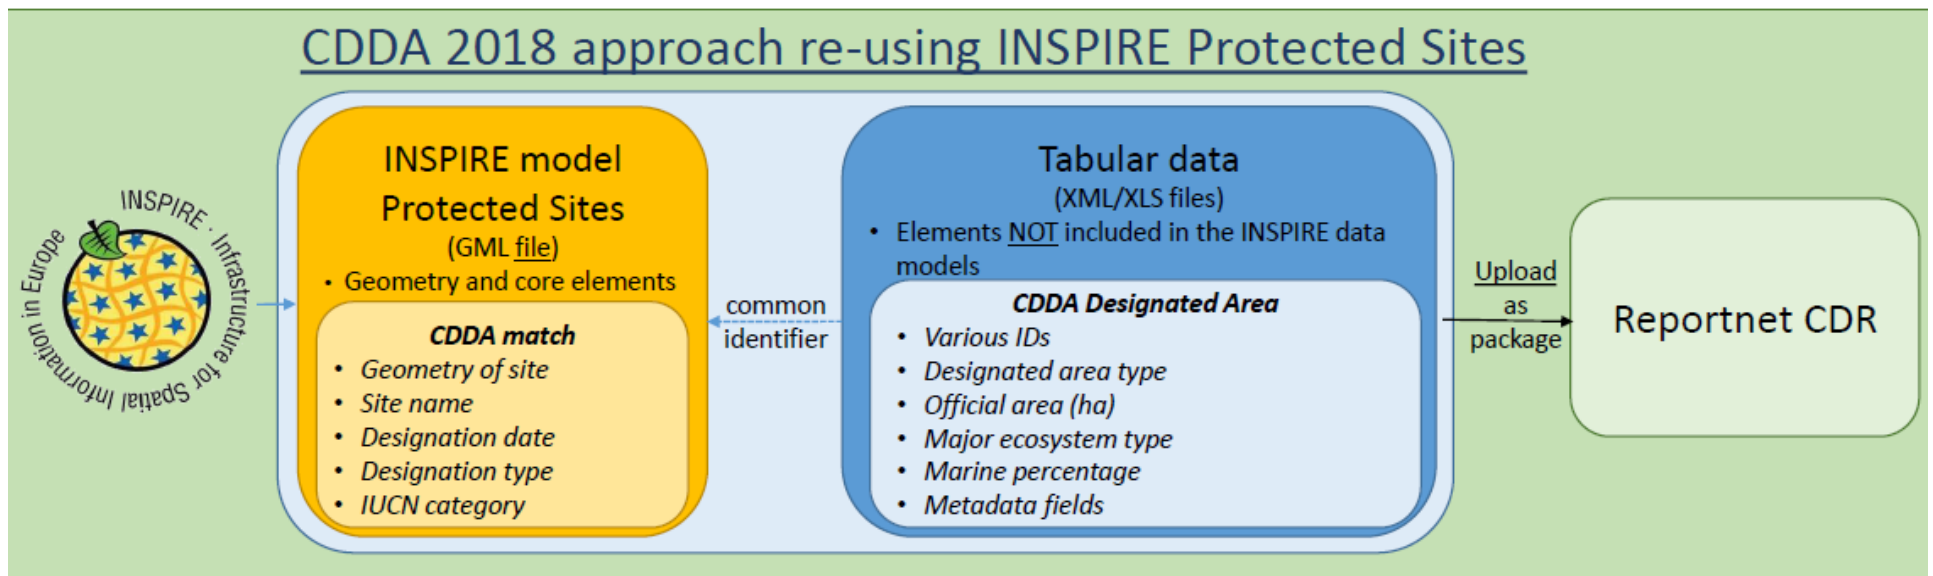 CDDA 2018 approach re-using INSPIRE Protected Sites
INSPIRE · Infrastructure for Spatial Information in Europe
INSPIRE model
Protected Sites
(GML file)
• Geometry and core elements
CDDA match
• Geometry of site
• Site name
• Designation date
• Designation type
• IUCN category
common
identifier
Tabular data
(XML/XLS files)
• Elements NOT included in the INSPIRE data
models
CDDA Designated Area
• Various IDs
• Designated area type
• Official area (ha)
• Major ecosystem type
• Marine percentage
• Metadata fields
Upload
as
package
Reportnet CDR